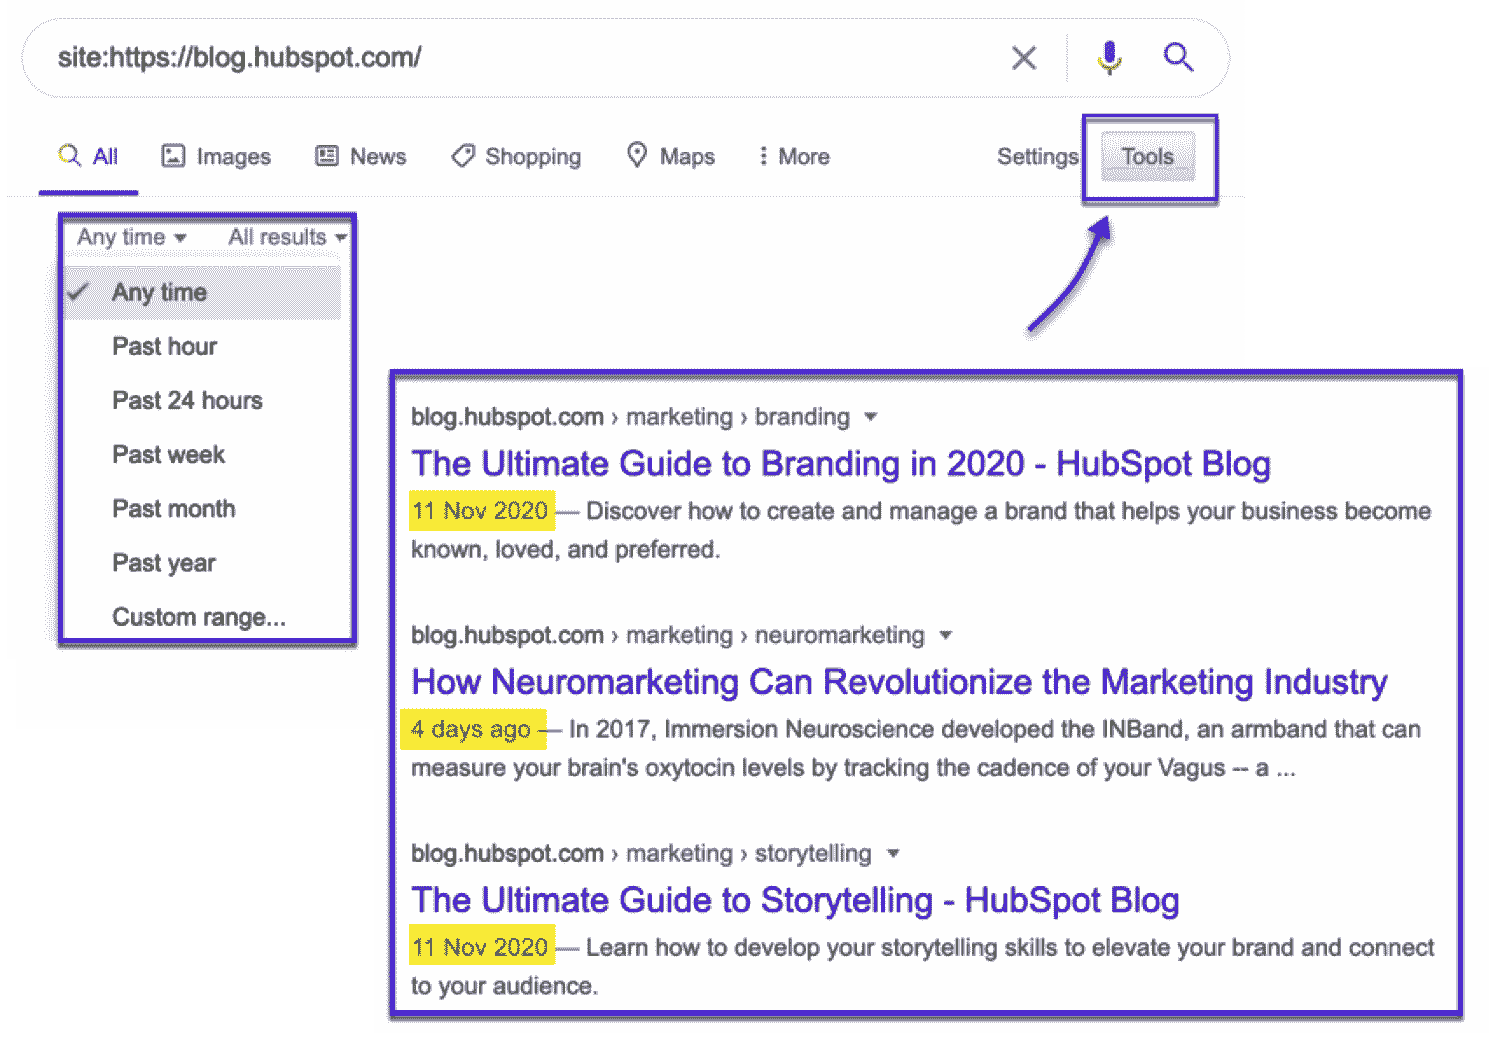 site:https://blog.hubspot.com/
All Images News Shopping Maps More Settings Tools
Any time All results
Any time
Past hour
Past 24 hours
Past week
Past month
Past year
Custom range...
blog.hubspot.com › marketing › branding
The Ultimate Guide to Branding in 2020 - HubSpot Blog
11 Nov 2020 — Discover how to create and manage a brand that helps your business become
known, loved, and preferred.
blog.hubspot.com › marketing › neuromarketing
How Neuromarketing Can Revolutionize the Marketing Industry
4 days ago — In 2017, Immersion Neuroscience developed the INBand, an armband that can
measure your brain's oxytocin levels by tracking the cadence of your Vagus -- a ...
blog.hubspot.com › marketing › storytelling
The Ultimate Guide to Storytelling - HubSpot Blog
11 Nov 2020 — Learn how to develop your storytelling skills to elevate your brand and connect
to your audience.